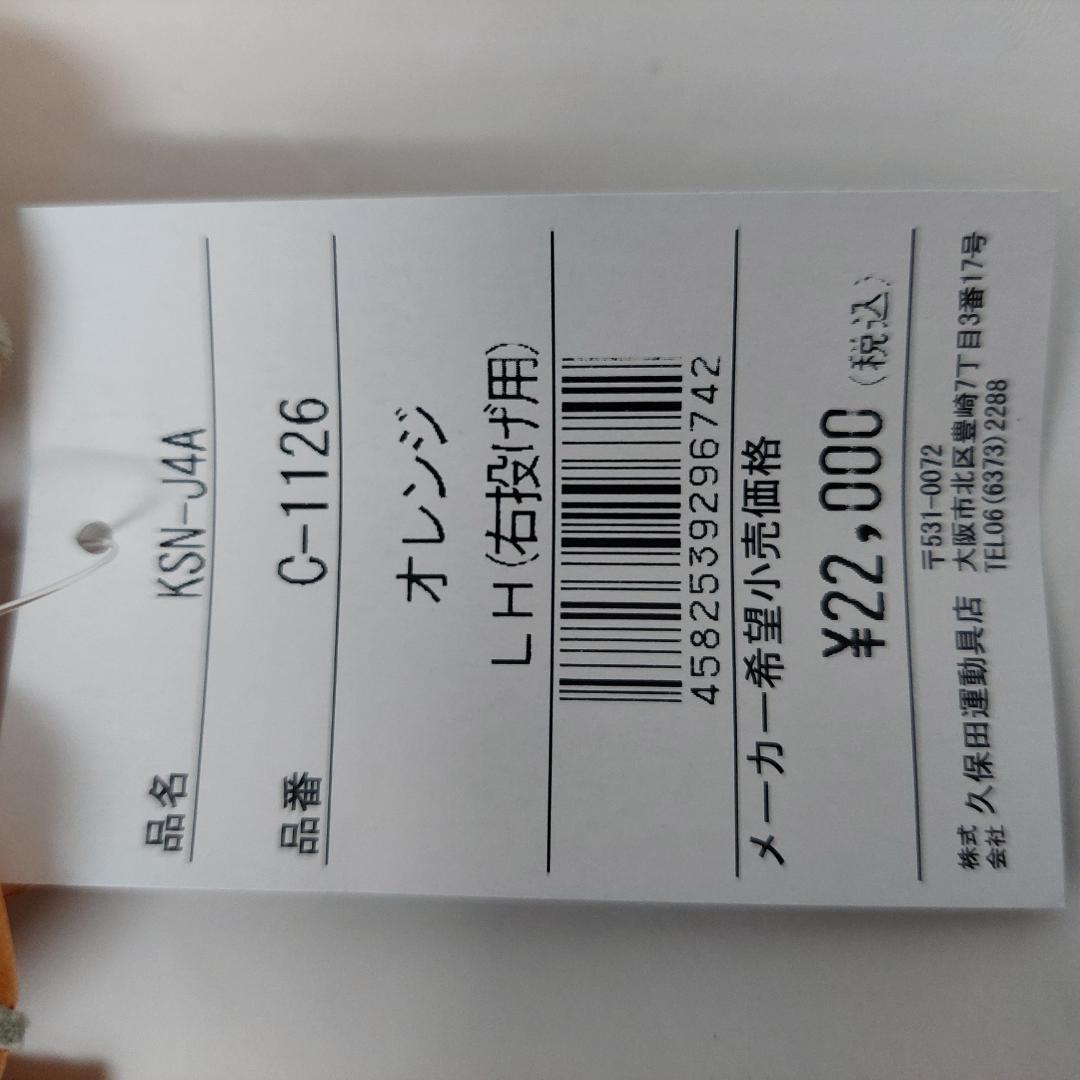 品名 KSN-J4A
品番 C-1126
オレンジ
LH(右投げ用)
4582539296742
メーカー希望小売価格
¥22,000(税込)
株式会社 久保田運動具店
〒531-0072
大阪市北区豊崎7丁目3番17号
TEL06(6373)2288